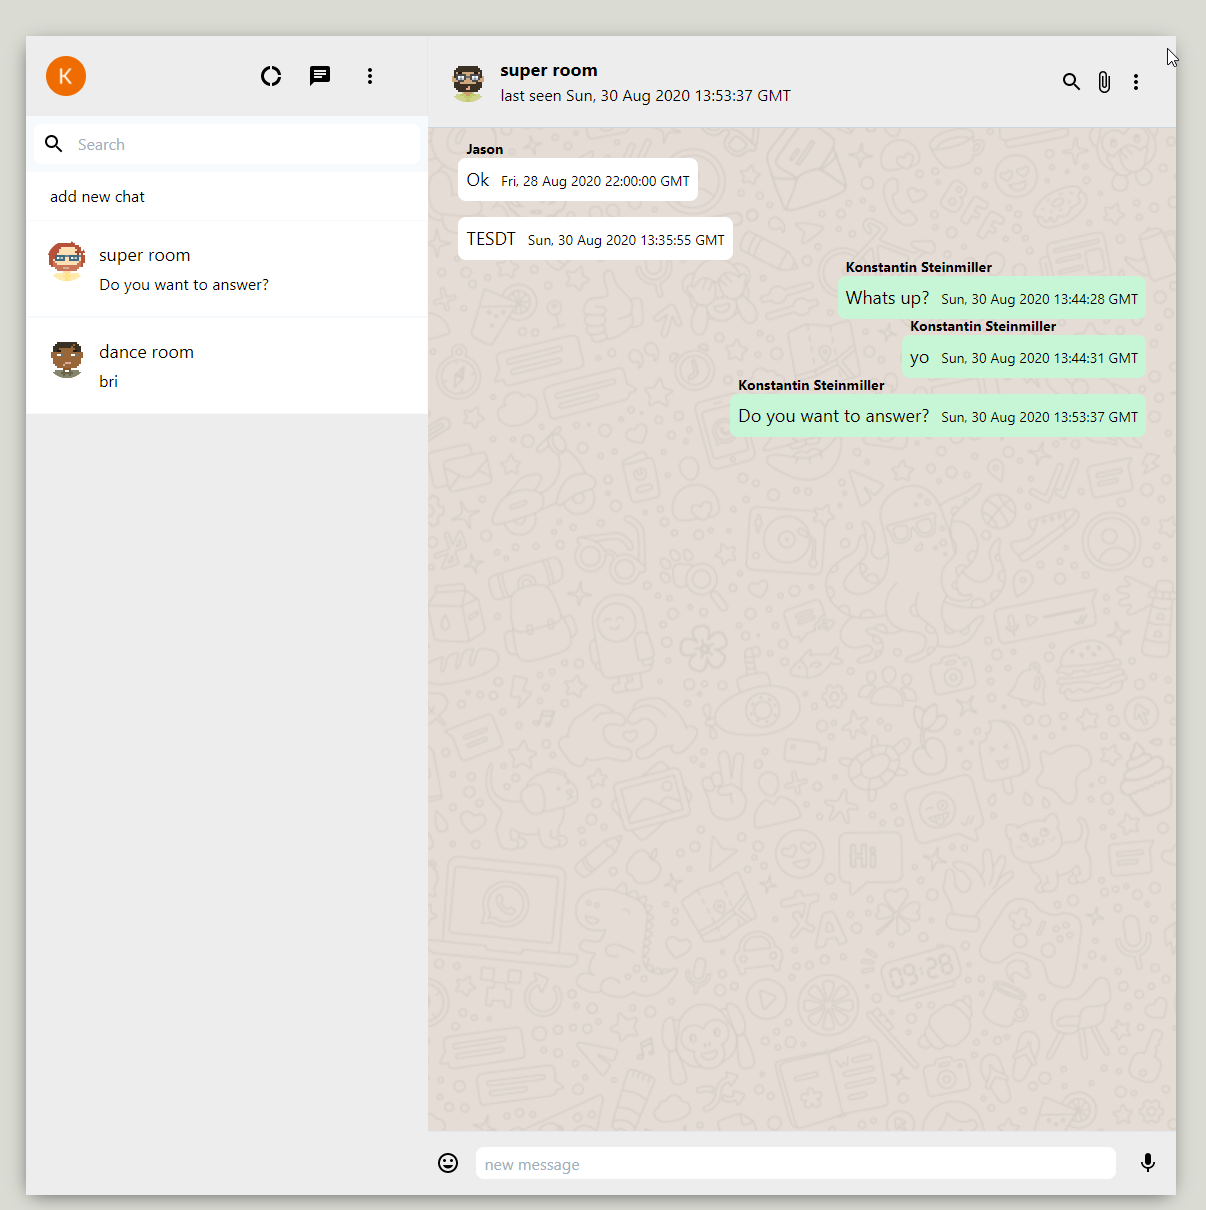 K
Search
add new chat
super room
Do you want to answer?
dance room
bri
super room
last seen Sun, 30 Aug 2020 13:53:37 GMT
Jason
Ok Fri, 28 Aug 2020 22:00:00 GMT
TESDT Sun, 30 Aug 2020 13:35:55 GMT
Konstantin Steinmiller
Whats up? Sun, 30 Aug 2020 13:44:28 GMT
Konstantin Steinmiller
yo Sun, 30 Aug 2020 13:44:31 GMT
Konstantin Steinmiller
Do you want to answer? Sun, 30 Aug 2020 13:53:37 GMT
Hi
09:28
new message